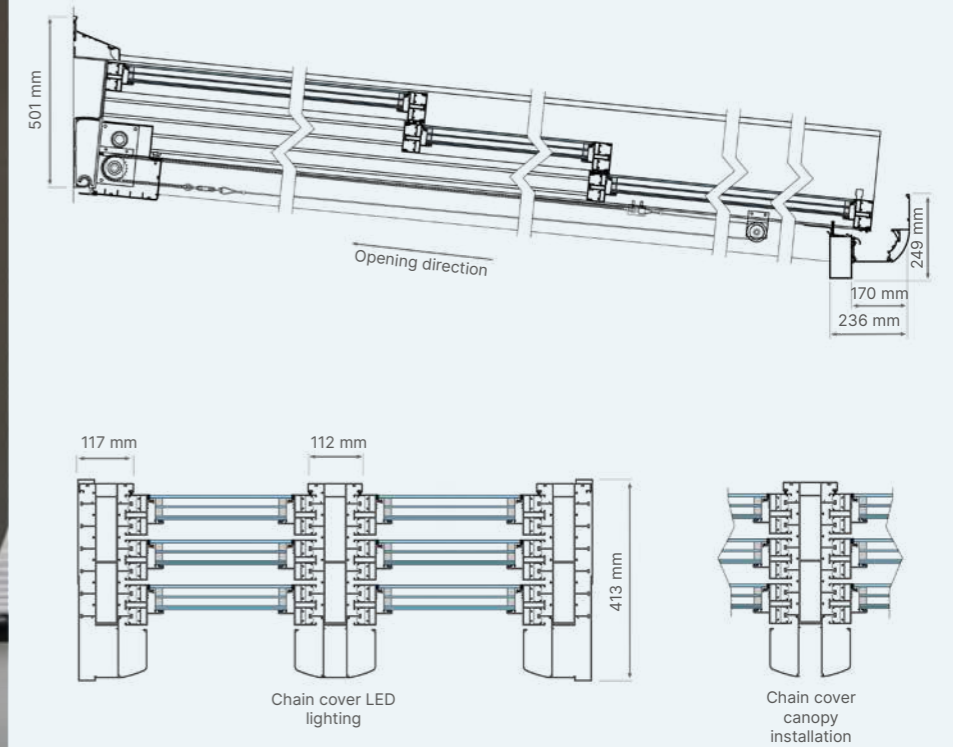 501 mm
Opening direction
249 mm
170 mm
236 mm
117 mm
112 mm
413 mm
Chain cover LED
lighting
Chain cover
canopy
installation